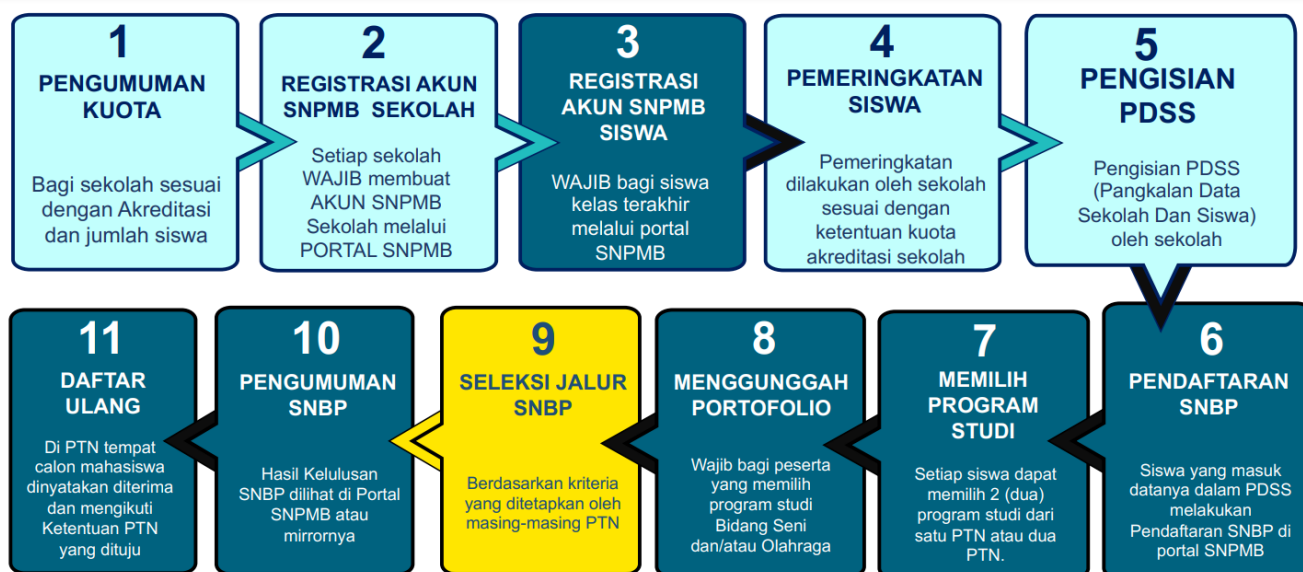 1
PENGUMUMAN
KUOTA
Bagi sekolah sesuai
dengan Akreditasi
dan jumlah siswa
2
REGISTRASI AKUN
SNPMB SEKOLAH
Setiap sekolah
WAJIB membuat
AKUN SNPMB
Sekolah melalui
PORTAL SNPMB
3
REGISTRASI
AKUN SNPMB
SISWA
WAJIB bagi siswa
kelas terakhir
melalui portal
SNPMB
4
PEMERINGKATAN
SISWA
Pemeringkatan
dilakukan oleh sekolah
sesuai dengan
ketentuan kuota
akreditasi sekolah
5
PENGISIAN
PDSS
Pengisian PDSS
(Pangkalan Data
Sekolah Dan Siswa)
oleh sekolah
6
PENDAFTARAN
SNBP
Siswa yang masuk
datanya dalam PDSS
melakukan
Pendaftaran SNBP di
portal SNPMB
7
MEMILIH
PROGRAM
STUDI
Setiap siswa dapat
memilih 2 (dua)
program studi dari
satu PTN atau dua
PTN.
8
MENGGUNGGAH
PORTOFOLIO
Wajib bagi peserta
yang memilih
program studi
Bidang Seni
dan/atau Olahraga
9
SELEKSI JALUR
SNBP
Berdasarkan kriteria
yang ditetapkan oleh
masing-masing PTN
10
PENGUMUMAN
SNBP
Hasil Kelulusan
SNBP dilihat di Portal
SNPMB atau
mirrornya
11
DAFTAR
ULANG
Di PTN tempat
calon mahasiswa
dinyatakan diterima
dan mengikuti
Ketentuan PTN
yang dituju